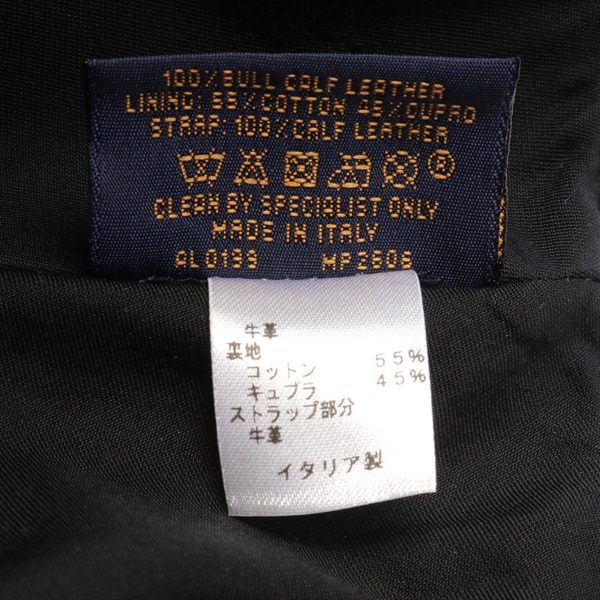 100% BULL CALF LEATHER
LINING: 55% COTTON 45% CUPRO
STRAP: 100% CALF LEATHER
®
CLEAN BY SPECIALIST ONLY
MADE IN ITALY
AL0133 MP2606
牛革
裏地
コットン 55%
キュプラ 45%
ストラップ部分
牛革
イタリア製